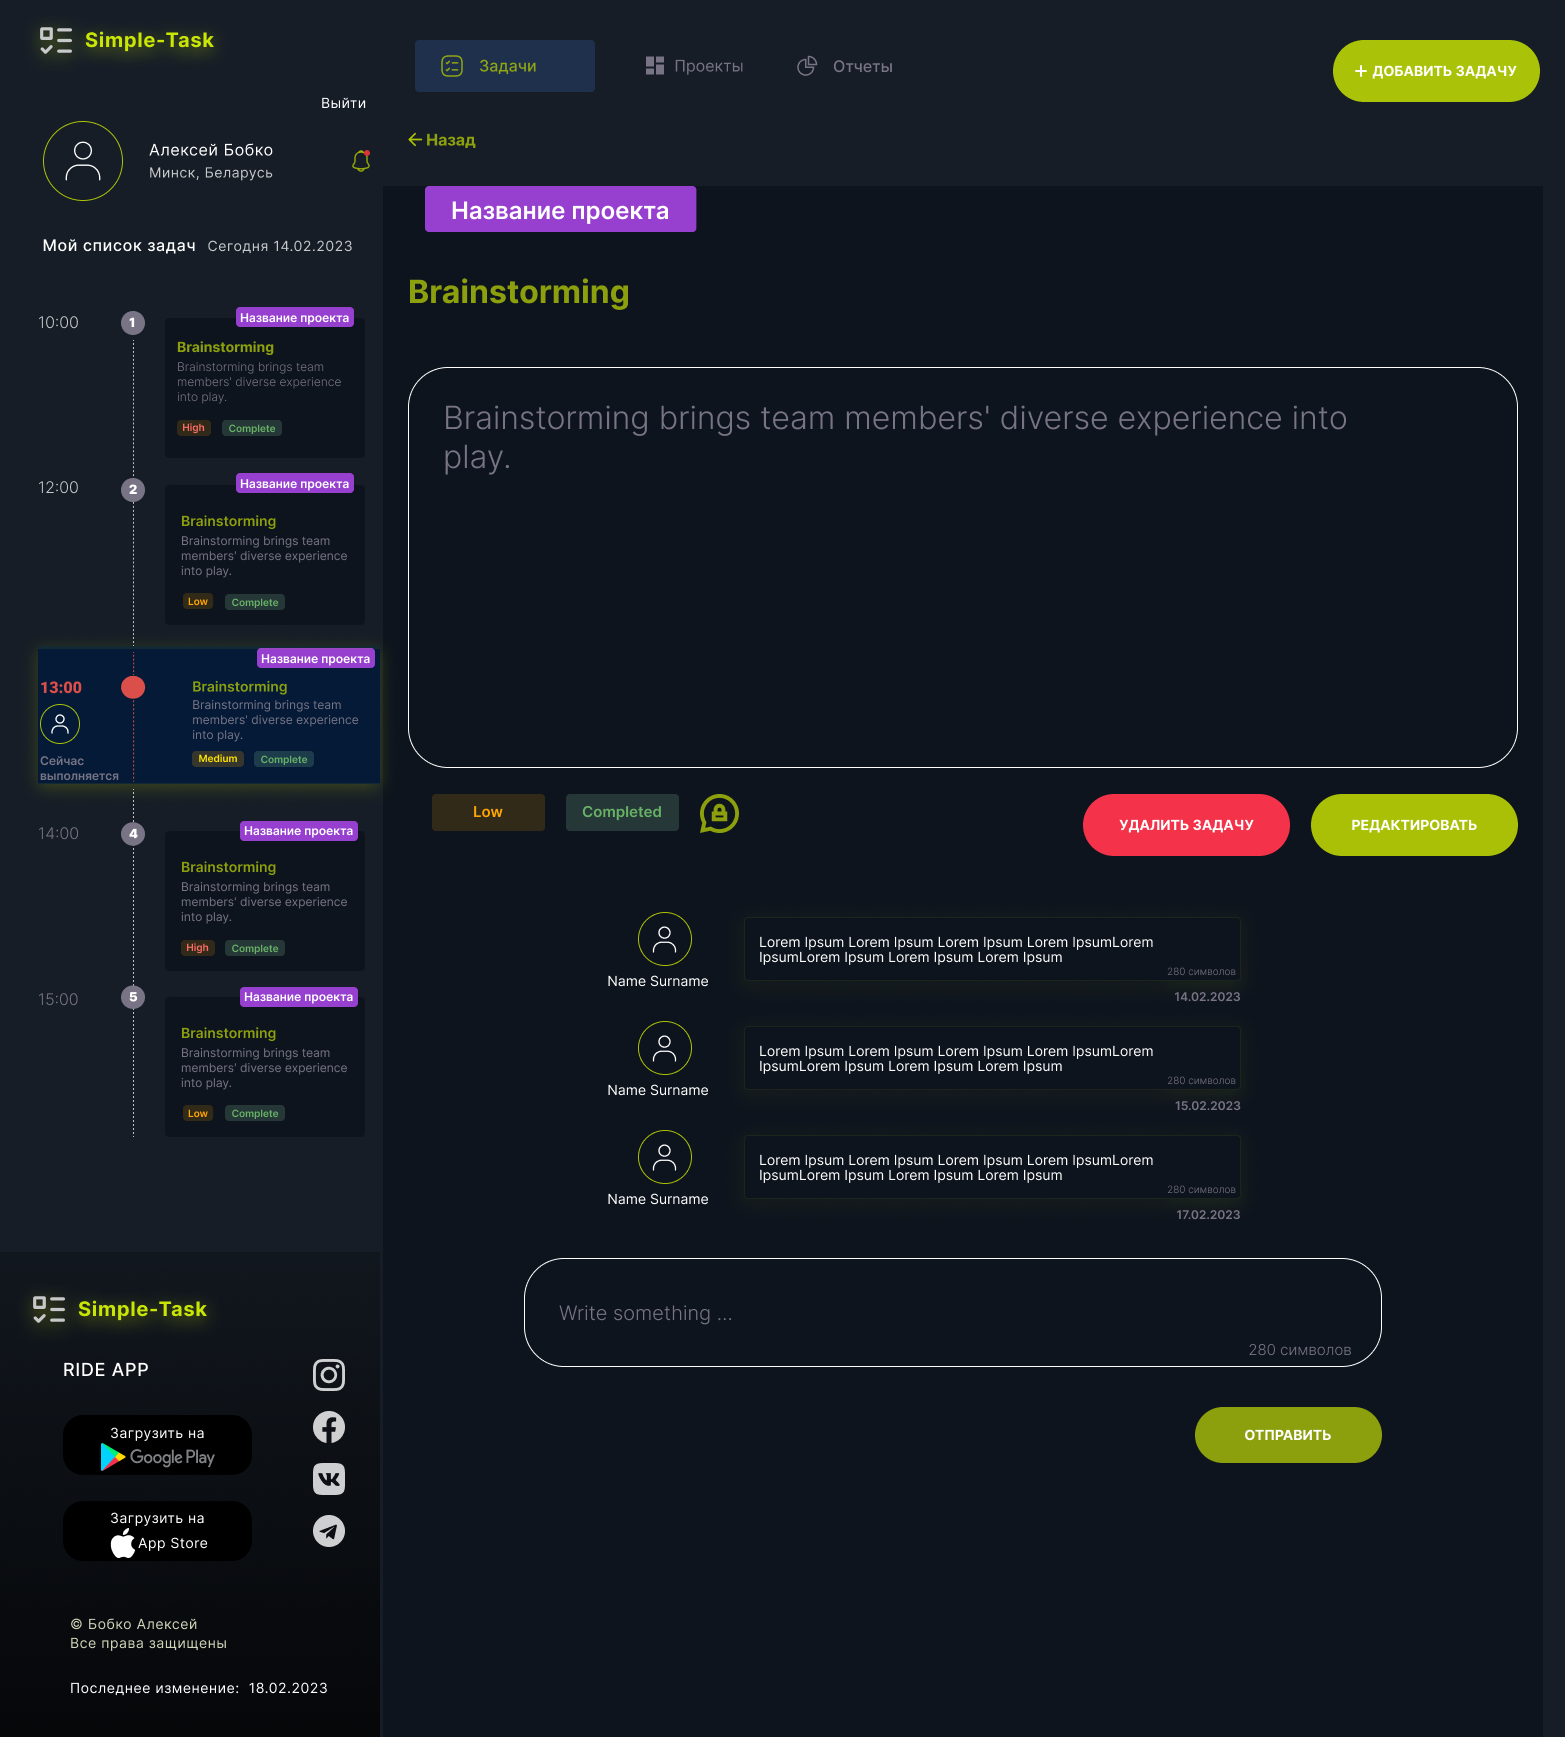 Simple-Task
Выйти
Алексей Бобко
Минск, Беларусь
Мой список задач Сегодня 14.02.2023
10:00
1
Название проекта
Brainstorming
Brainstorming brings team
members' diverse experience
into play.
High Complete
12:00
2
Название проекта
Brainstorming
Brainstorming brings team
members' diverse experience
into play.
Low Complete
Название проекта
13:00
Сейчас
выполняется
Brainstorming
Brainstorming brings team
members' diverse experience
into play.
Medium Complete
14:00
4
Название проекта
Brainstorming
Brainstorming brings team
members' diverse experience
into play.
High Complete
15:00
5
Название проекта
Brainstorming
Brainstorming brings team
members' diverse experience
into play.
Low Complete
Simple-Task
RIDE APP
Загрузить на
Google Play
Загрузить на
App Store
© Бобко Алексей
Все права защищены
Последнее изменение: 18.02.2023
Задачи Проекты Отчеты
+ ДОБАВИТЬ ЗАДАЧУ
Назад
Название проекта
Brainstorming
Brainstorming brings team members' diverse experience into
play.
Low Completed
УДАЛИТЬ ЗАДАЧУ РЕДАКТИРОВАТЬ
Name Surname
Lorem Ipsum Lorem Ipsum Lorem Ipsum Lorem IpsumLorem
IpsumLorem Ipsum Lorem Ipsum Lorem Ipsum
280 символов
14.02.2023
Name Surname
Lorem Ipsum Lorem Ipsum Lorem Ipsum Lorem IpsumLorem
IpsumLorem Ipsum Lorem Ipsum Lorem Ipsum
280 символов
15.02.2023
Name Surname
Lorem Ipsum Lorem Ipsum Lorem Ipsum Lorem IpsumLorem
IpsumLorem Ipsum Lorem Ipsum Lorem Ipsum
280 символов
17.02.2023
Write something ...
280 символов
ОТПРАВИТЬ